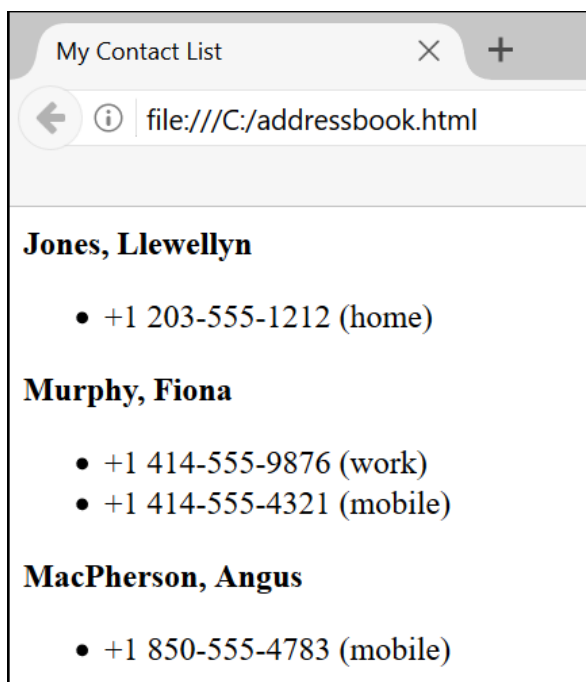 My Contact List
file:///C:/addressbook.html
Jones, Llewellyn
• +1 203-555-1212 (home)
Murphy, Fiona
• +1 414-555-9876 (work)
• +1 414-555-4321 (mobile)
MacPherson, Angus
• +1 850-555-4783 (mobile)